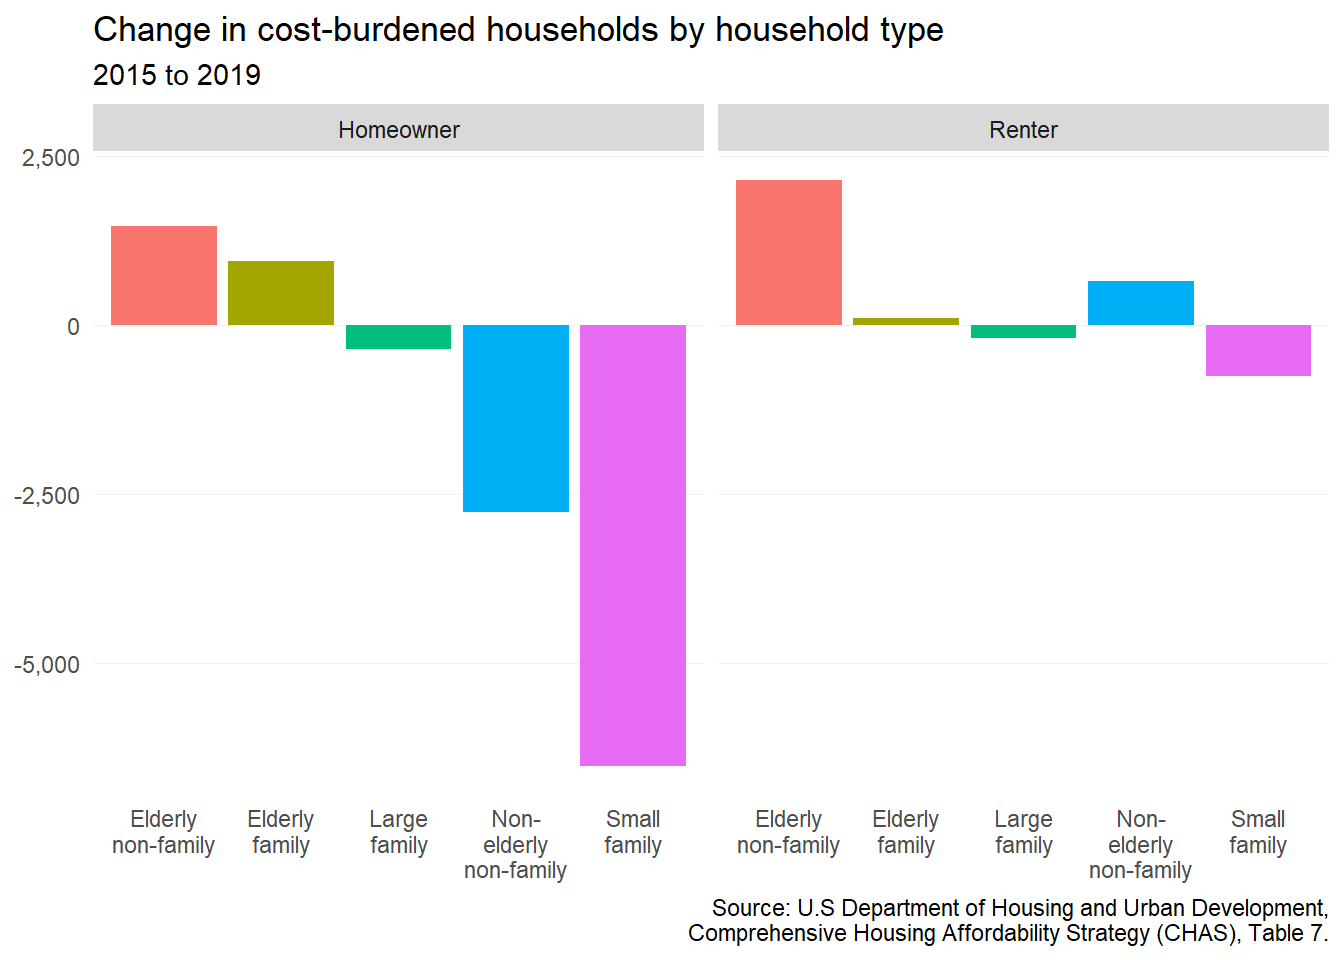 Change in cost-burdened households by household type
2015 to 2019
Homeowner
Renter
2,500
0
-2,500
-5,000
Elderly
non-family
Elderly
family
Large
family
Non-
elderly
non-family
Small
family
Elderly
non-family
Elderly
family
Large
family
Non-
elderly
non-family
Small
family
Source: U.S Department of Housing and Urban Development,
Comprehensive Housing Affordability Strategy (CHAS), Table 7.